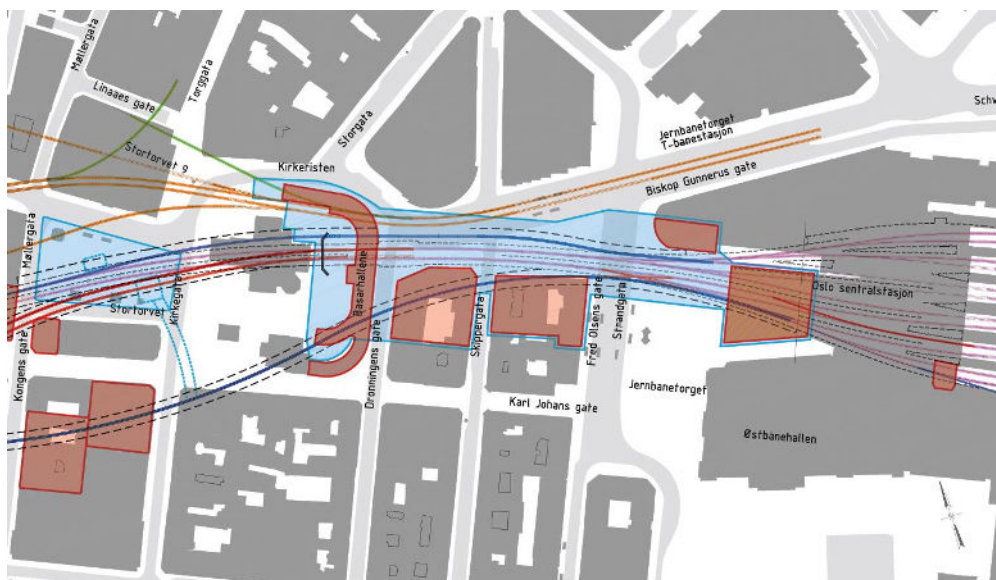 Møllergata
Linaaes gate
Torggata
Storgata
Stortorvet 9
Kirkeristen
Jernbanetorget
T-banestasjon
Biskop Gunnerus gate
Schw
Møllergata
Kirkegata
Stortorvet
Basarhallene
Oslo sentralstasjon
Kongens gate
Dronningens gate
Skippergata
Fred Olsens gate
Strandgata
Jernbanetorget
Karl Johans gate
Østbanehallen